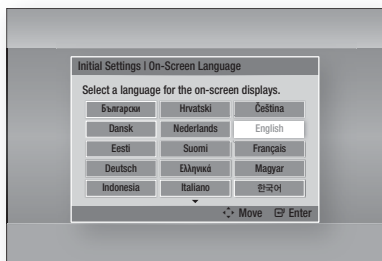 Initial Settings | On-Screen Language
Select a language for the on-screen displays.
Български Hrvatski Čeština
Dansk Nederlands English
Eesti Suomi Français
Deutsch Ελληνικά Magyar
Indonesia Italiano 한국어
Move Enter